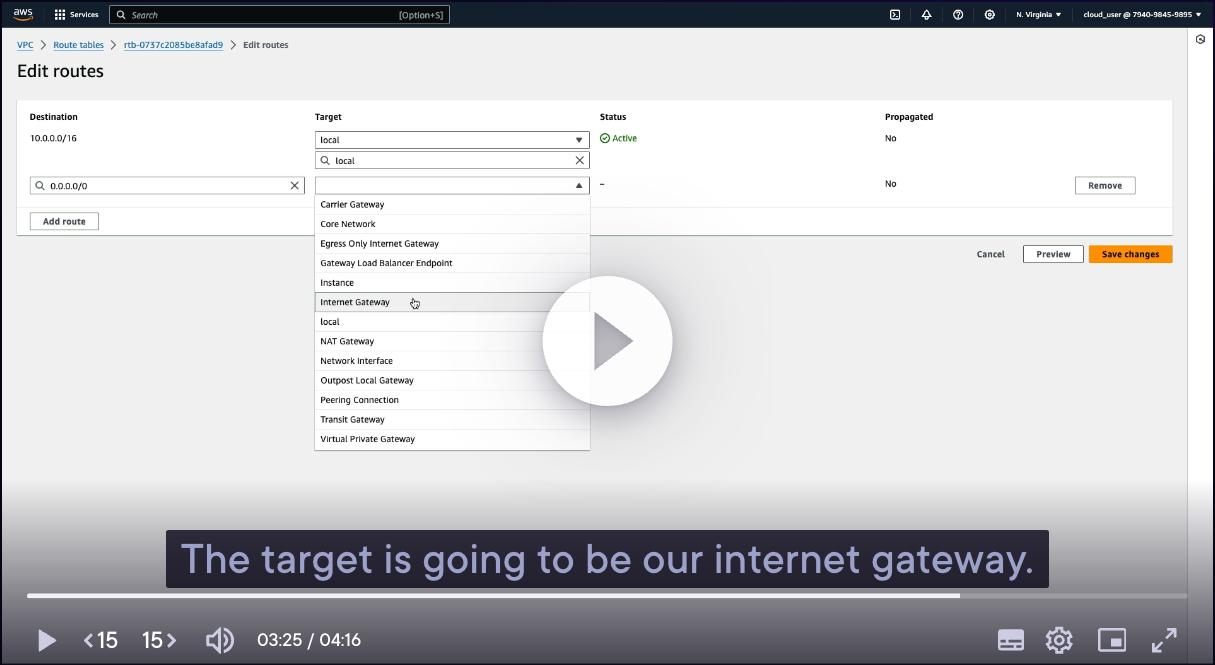 aws
Services
Search
[Option+S]
N. Virginia
cloud_user @ 7940-9845-9895
VPC > Route tables > rtb-0737c2085be8afad9 > Edit routes
Edit routes
Destination
Target
Status
Propagated
10.0.0.0/16
local
Active
No
local
0.0.0.0/0
–
No
Remove
Carrier Gateway
Core Network
Egress Only Internet Gateway
Gateway Load Balancer Endpoint
Instance
Internet Gateway
local
NAT Gateway
Network Interface
Outpost Local Gateway
Peering Connection
Transit Gateway
Virtual Private Gateway
Add route
Cancel
Preview
Save changes
The target is going to be our internet gateway.
<15
15>
03:25 / 04:16